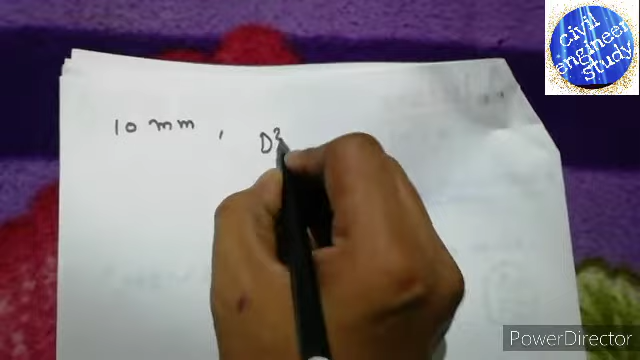 civil
engineer
study
10 mm , D²
PowerDirector